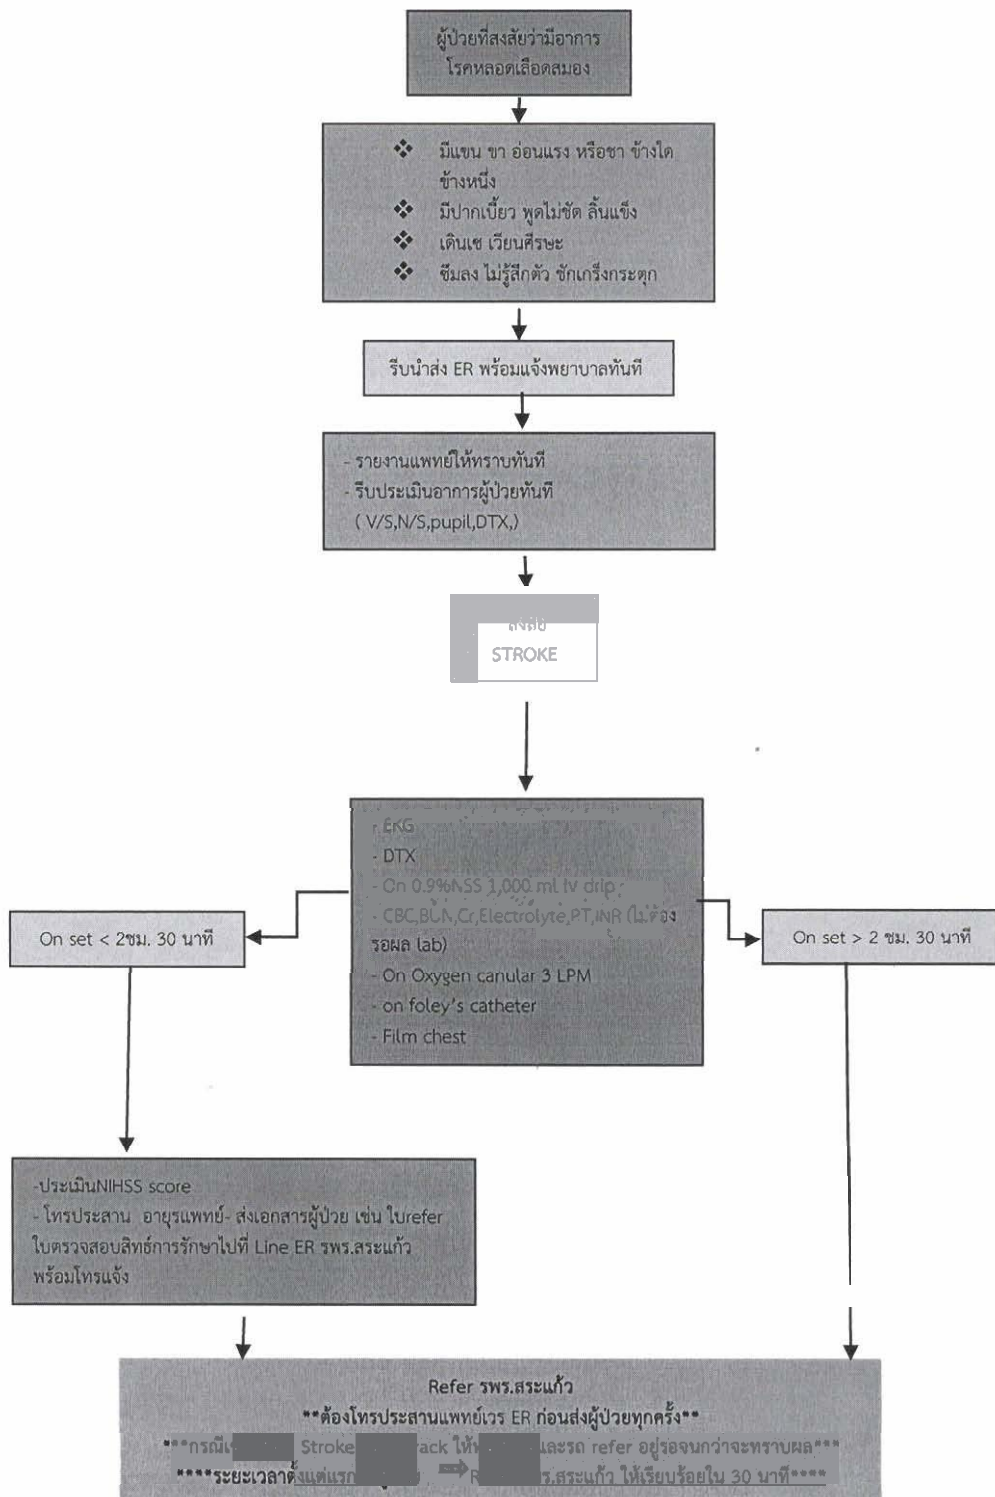 ผู้ป่วยที่สงสัยว่ามีอาการ
โรคหลอดเลือดสมอง
❖ มีแขน ขา อ่อนแรง หรือชา ข้างใด
ข้างหนึ่ง
❖ มีปากเบี้ยว พูดไม่ชัด ลิ้นแข็ง
❖ เดินเซ เวียนศีรษะ
❖ ซึมลง ไม่รู้สึกตัว ชักเกร็งกระตุก
รีบนำส่ง ER พร้อมแจ้งพยาบาลทันที
- รายงานแพทย์ให้ทราบทันที
- รีบประเมินอาการผู้ป่วยทันที
( V/S,N/S,pupil,DTX,)
สงสัย
STROKE
- EKG
- DTX
- On 0.9%NSS 1,000 ml iv drip
- CBC,BUN,Cr,Electrolyte,PT,INR (ไม่ต้อง
รอผล lab)
- On Oxygen canular 3 LPM
- on foley's catheter
- Film chest
On set < 2ชม. 30 นาที
On set > 2 ชม. 30 นาที
-ประเมินNIHSS score
- โทรประสาน อายุรแพทย์- ส่งเอกสารผู้ป่วย เช่น ใบrefer
ใบตรวจสอบสิทธ์การรักษาไปที่ Line ER รพร.สระแก้ว
พร้อมโทรแจ้ง
Refer รพร.สระแก้ว
**ต้องโทรประสานแพทย์เวร ER ก่อนส่งผู้ป่วยทุกครั้ง**
***กรณี Stroke ให้ และรถ refer อยู่รอจนกว่าจะทราบผล***
****ระยะเวลาตั้งแต่แรก สระแก้ว ให้เรียบร้อยใน 30 นาที****